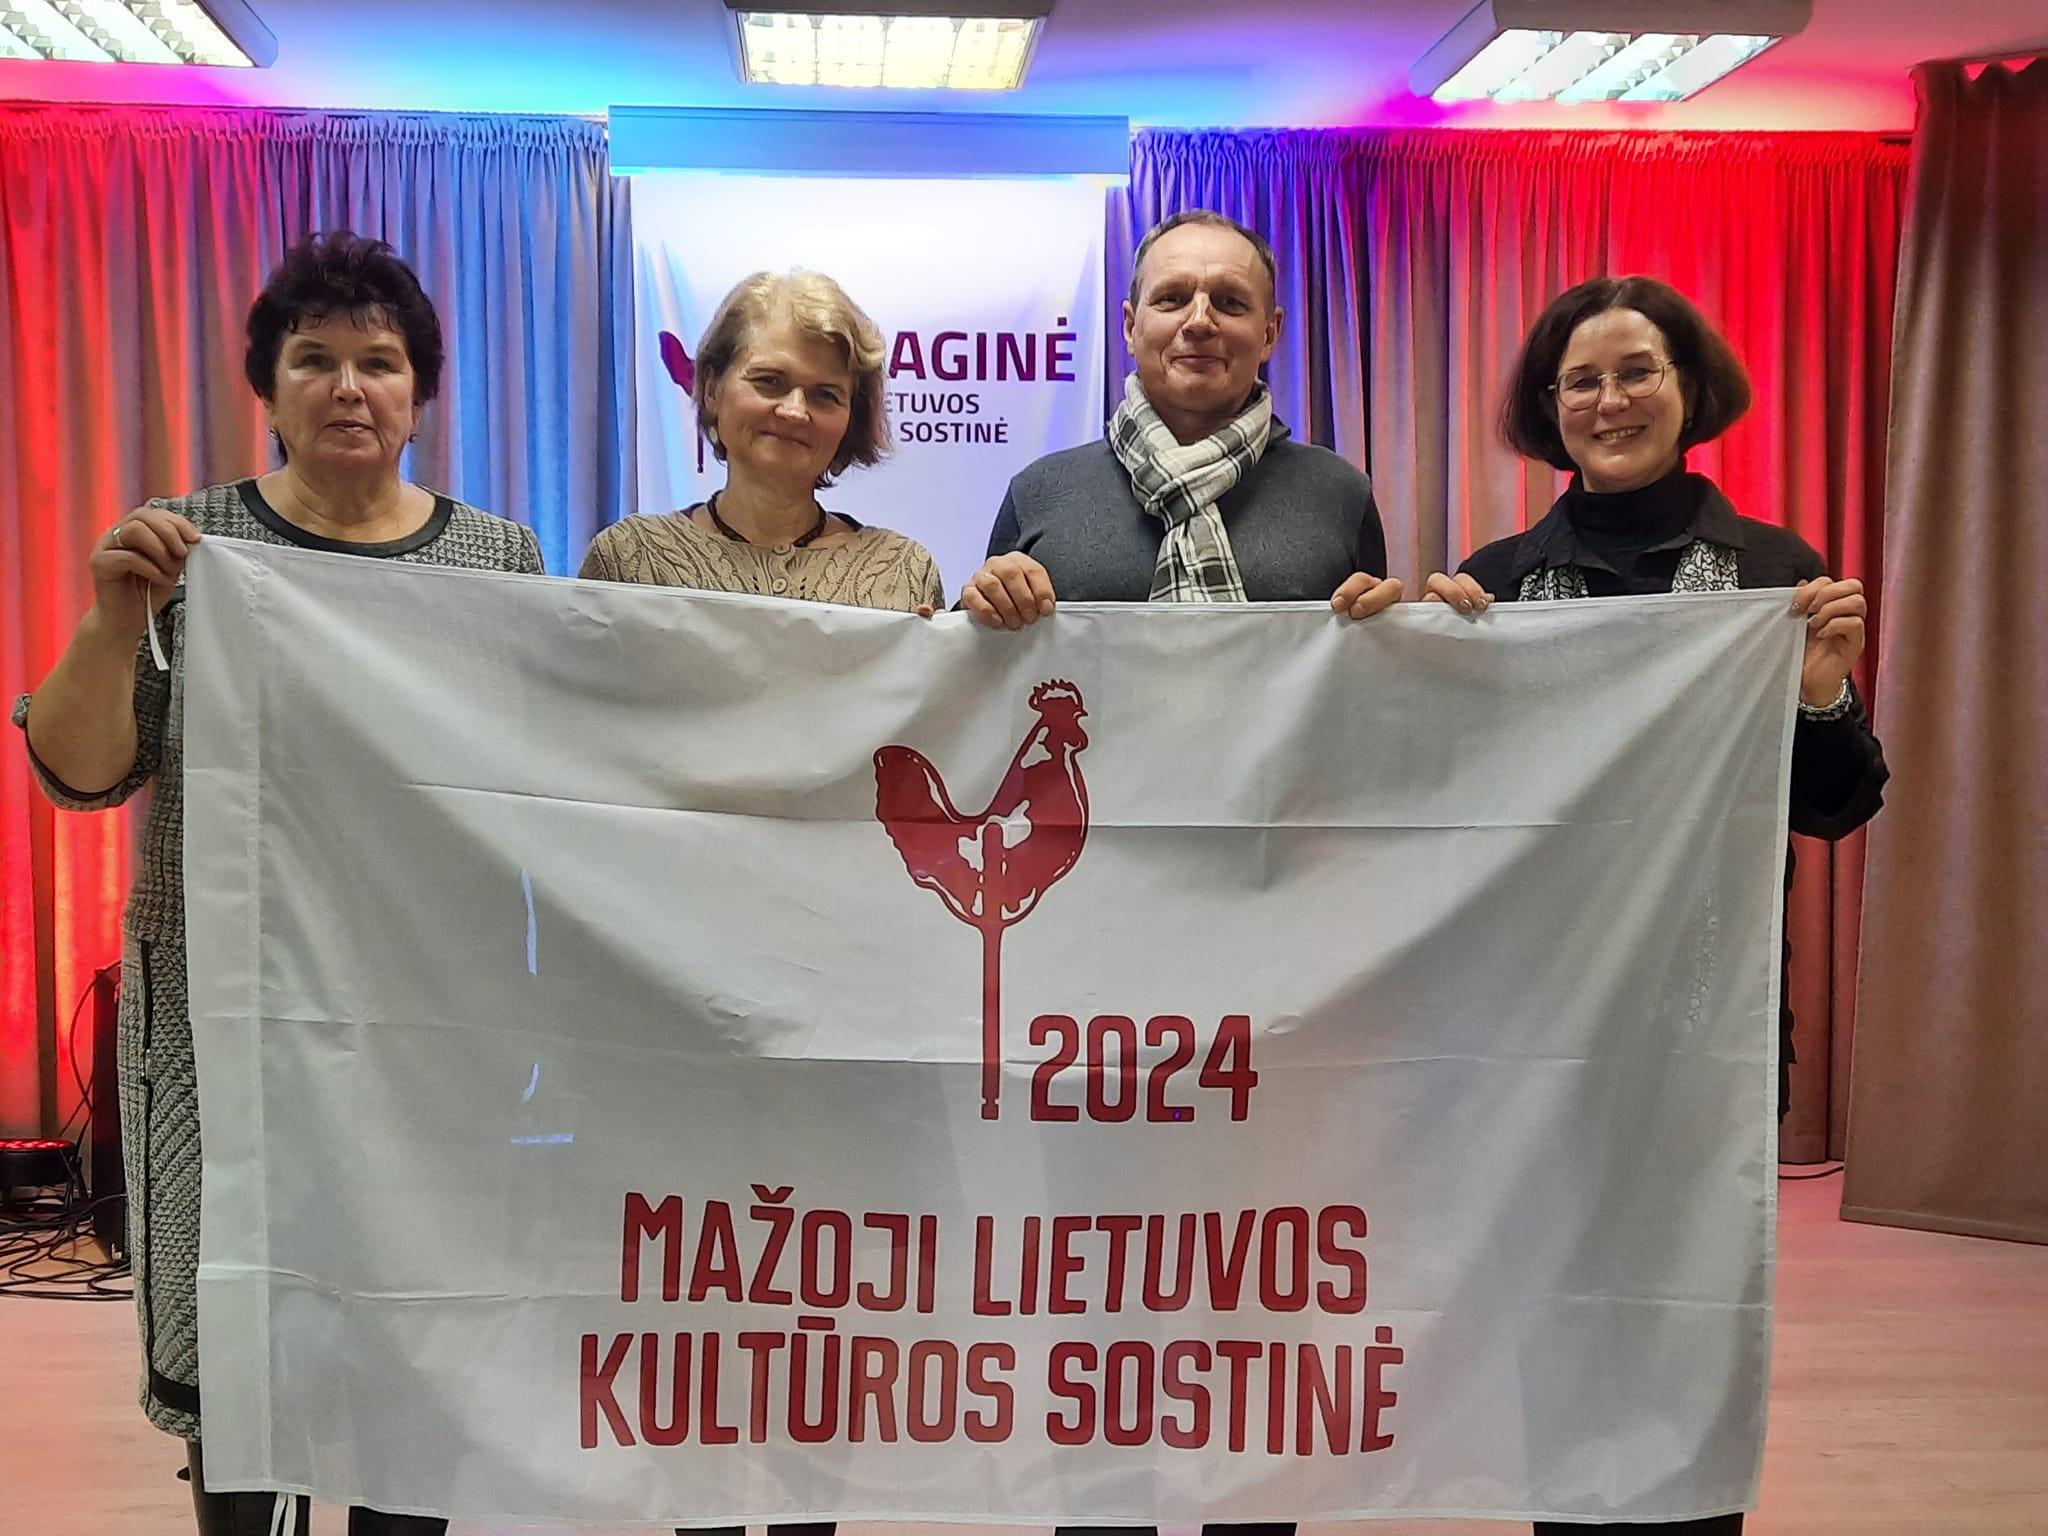 AGINĖ
ETUVOS
SOSTINĖ
2024
MAŽOJI LIETUVOS
KULTŪROS SOSTINĖ